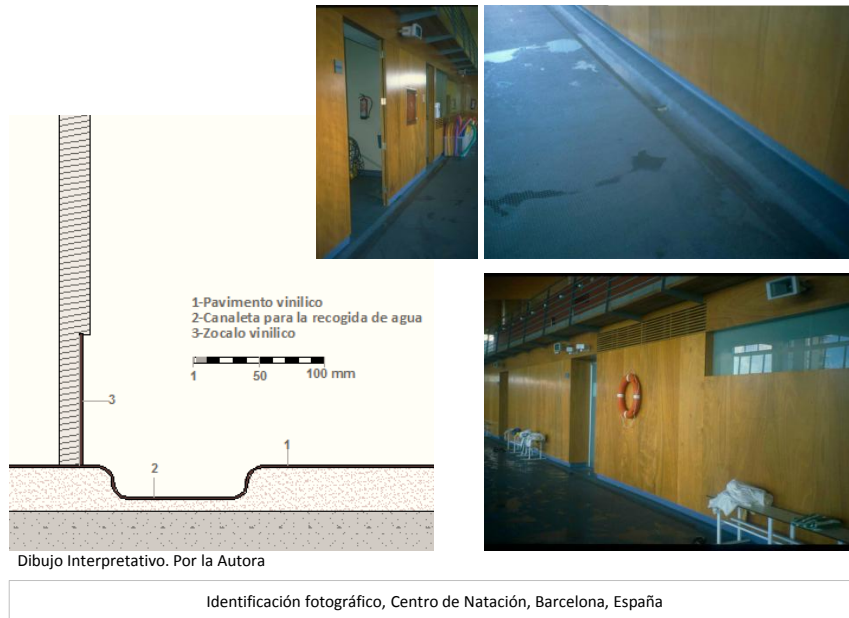 1-Pavimento vinilico
2-Canaleta para la recogida de agua
3-Zocalo vinilico
1 50 100 mm
3
1
2
Dibujo Interpretativo. Por la Autora
Identificación fotográfico, Centro de Natación, Barcelona, España